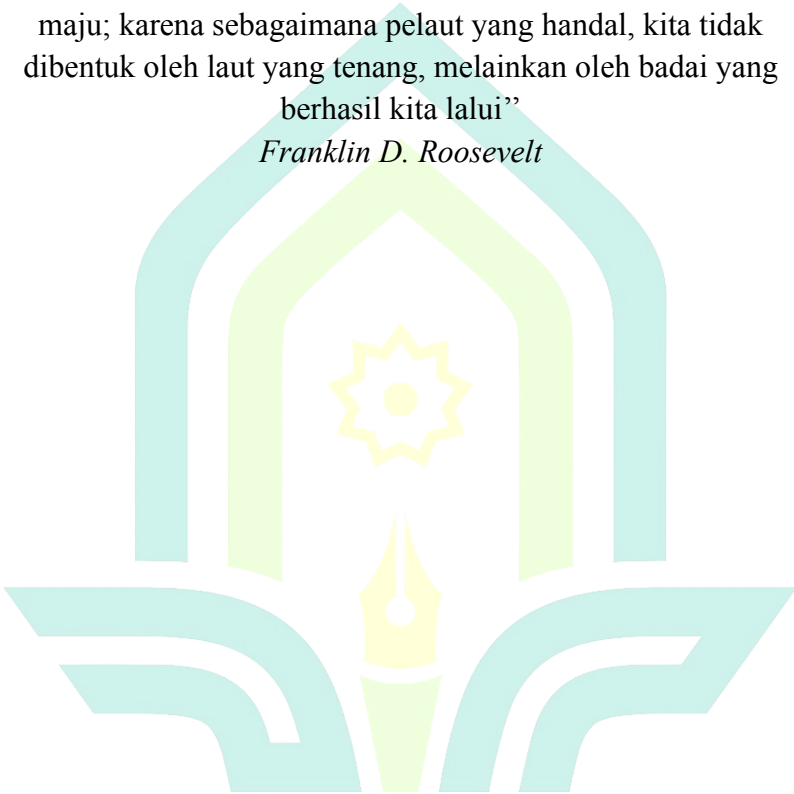 maju; karena sebagaimana pelaut yang handal, kita tidak
dibentuk oleh laut yang tenang, melainkan oleh badai yang
berhasil kita lalui”
Franklin D. Roosevelt